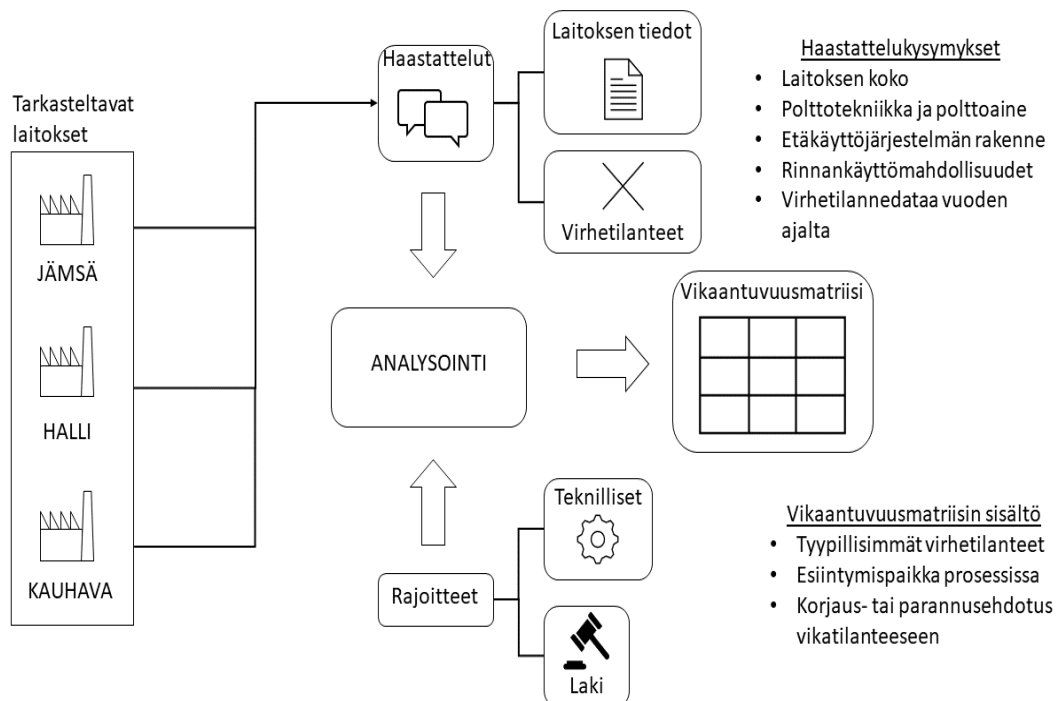 Tarkasteltavat
laitokset
JÄMSÄ
HALLI
KAUHAVA
Haastattelut
Laitoksen tiedot
Virhetilanteet
Haastattelukysymykset
• Laitoksen koko
• Polttotekniikka ja polttoaine
• Etäkäyttöjärjestelmän rakenne
• Rinnankäyttömahdollisuudet
• Virhetilannedataa vuoden
ajalta
ANALYSOINTI
Vikaantuvuusmatriisi
Rajoitteet
Teknilliset
Laki
Vikaantuvuusmatriisin sisältö
• Tyypillisimmät virhetilanteet
• Esiintymispaikka prosessissa
• Korjaus- tai parannusehdotus
vikatilanteeseen